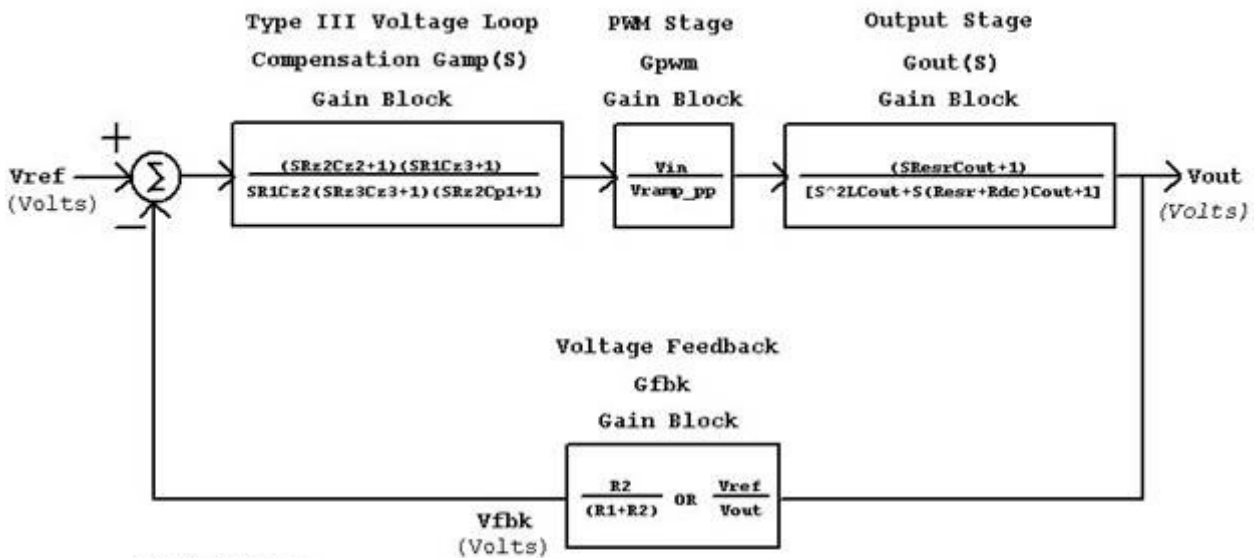 Type III Voltage Loop
Compensation Gamp(S)
Gain Block
PWM Stage
Gpwm
Gain Block
Output Stage
Gout(S)
Gain Block
+
Vref
(Volts)
Σ
−
(SRz2Cz2+1)(SR1Cz3+1)
SR1Cz2(SRz3Cz3+1)(SRz2Cp1+1)
Vin
Vramp_pp
(SResrCout+1)
[S^2LCout+S(Resr+Rdc)Cout+1]
Vout
(Volts)
Voltage Feedback
Gfbk
Gain Block
R2
(R1+R2)
OR
Vref
Vout
Vfbk
(Volts)